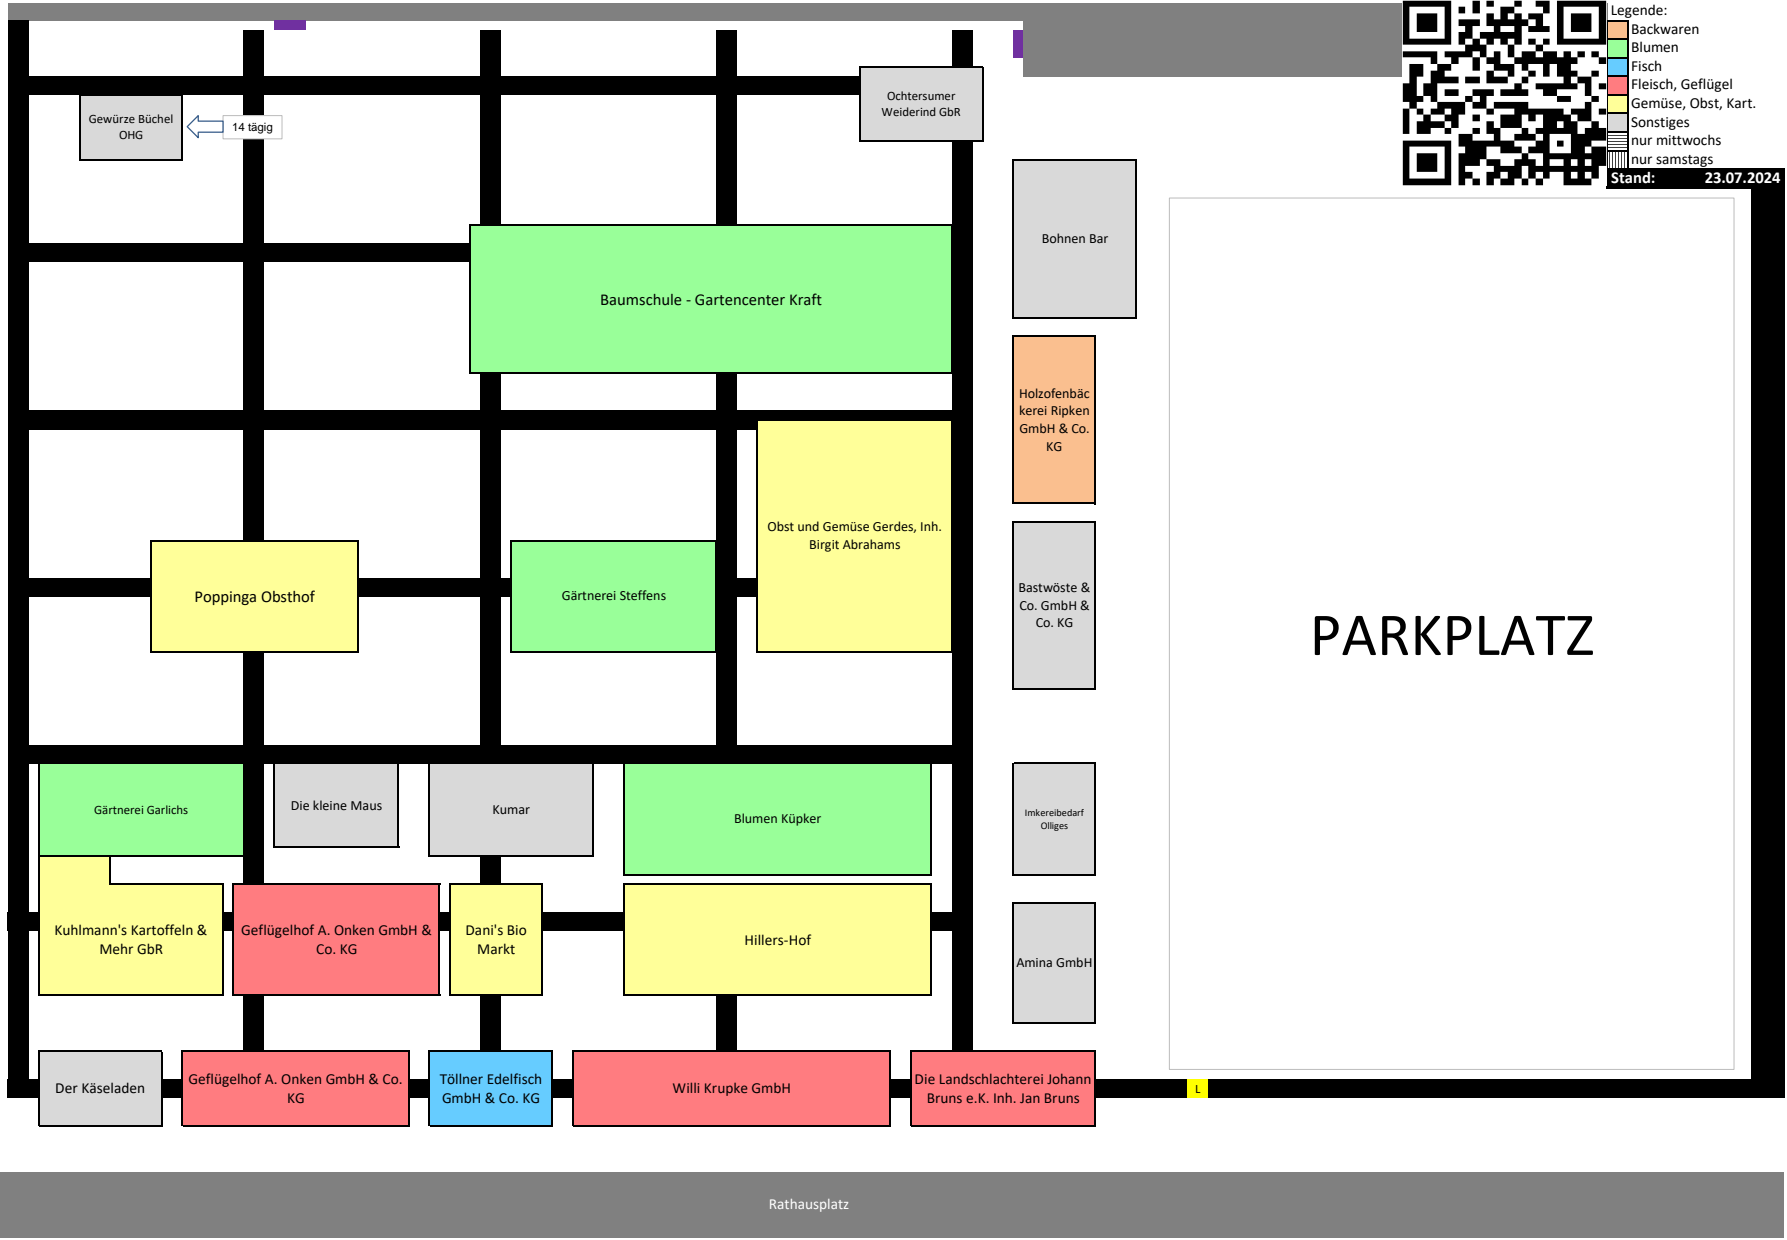 Legende:
Backwaren
Blumen
Fisch
Fleisch, Geflügel
Gemüse, Obst, Kart.
Sonstiges
nur mittwochs
nur samstags
Stand: 23.07.2024
Gewürze Büchel
OHG
14 tägig
Ochtersumer
Weiderind GbR
Bohnen Bar
Baumschule - Gartencenter Kraft
Holzofenbäc
kerei Ripken
GmbH & Co.
KG
Obst und Gemüse Gerdes, Inh.
Birgit Abrahams
Poppinga Obsthof
Gärtnerei Steffens
Bastwöste &
Co. GmbH &
Co. KG
PARKPLATZ
Gärtnerei Garlichs
Die kleine Maus
Kumar
Blumen Küpker
Imkereibedarf
Olliges
Kuhlmann's Kartoffeln &
Mehr GbR
Geflügelhof A. Onken GmbH &
Co. KG
Dani's Bio
Markt
Hillers-Hof
Amina GmbH
Der Käseladen
Geflügelhof A. Onken GmbH & Co.
KG
Töllner Edelfisch
GmbH & Co. KG
Willi Krupke GmbH
Die Landschlachterei Johann
Bruns e.K. Inh. Jan Bruns
L
Rathausplatz